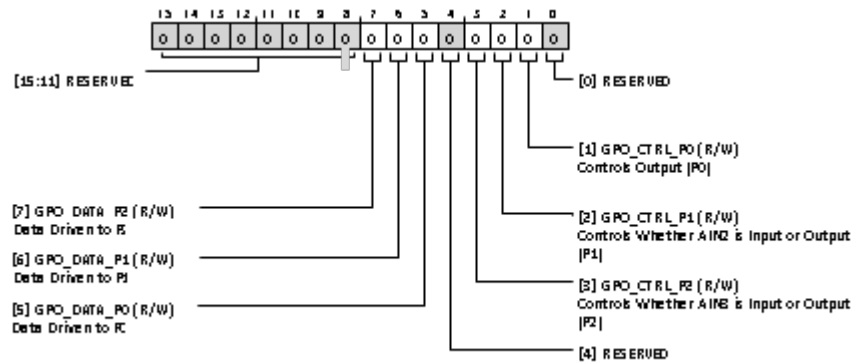 15 14 13 12 11 10 9 8 7 6 5 4 3 2 1 0
0 0 0 0 0 0 0 0 0 0 0 0 0 0 0 0
[15:11] RESERVED
[0] RESERVED
[1] GPO_CTRL_P0 (R/W)
Controls Output |P0|
[7] GPO_DATA_P2 (R/W)
Data Driven to
[2] GPO_CTRL_P1 (R/W)
Controls Whether AIN2 is Input or Output
|P1|
[6] GPO_DATA_P1 (R/W)
Data Driven to P1
[3] GPO_CTRL_P2 (R/W)
Controls Whether AIN3 is Input or Output
|P2|
[5] GPO_DATA_P0 (R/W)
Data Driven to
[4] RESERVED